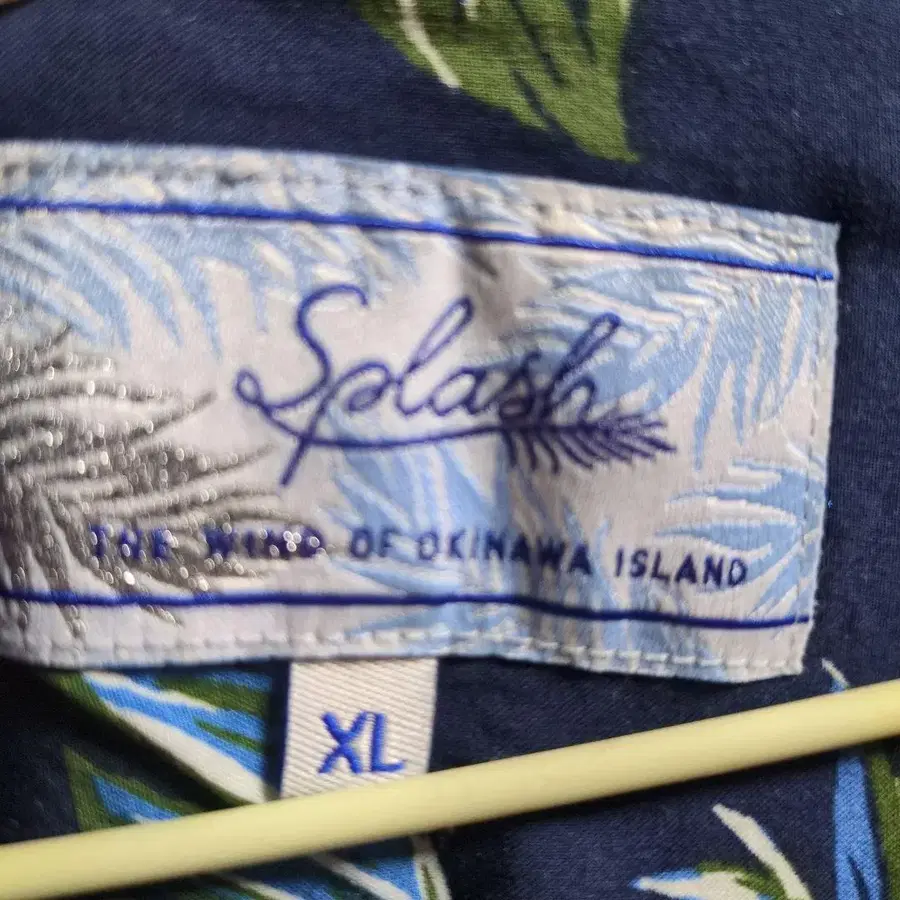 Splash
THE WIND OF OKINAWA ISLAND
XL